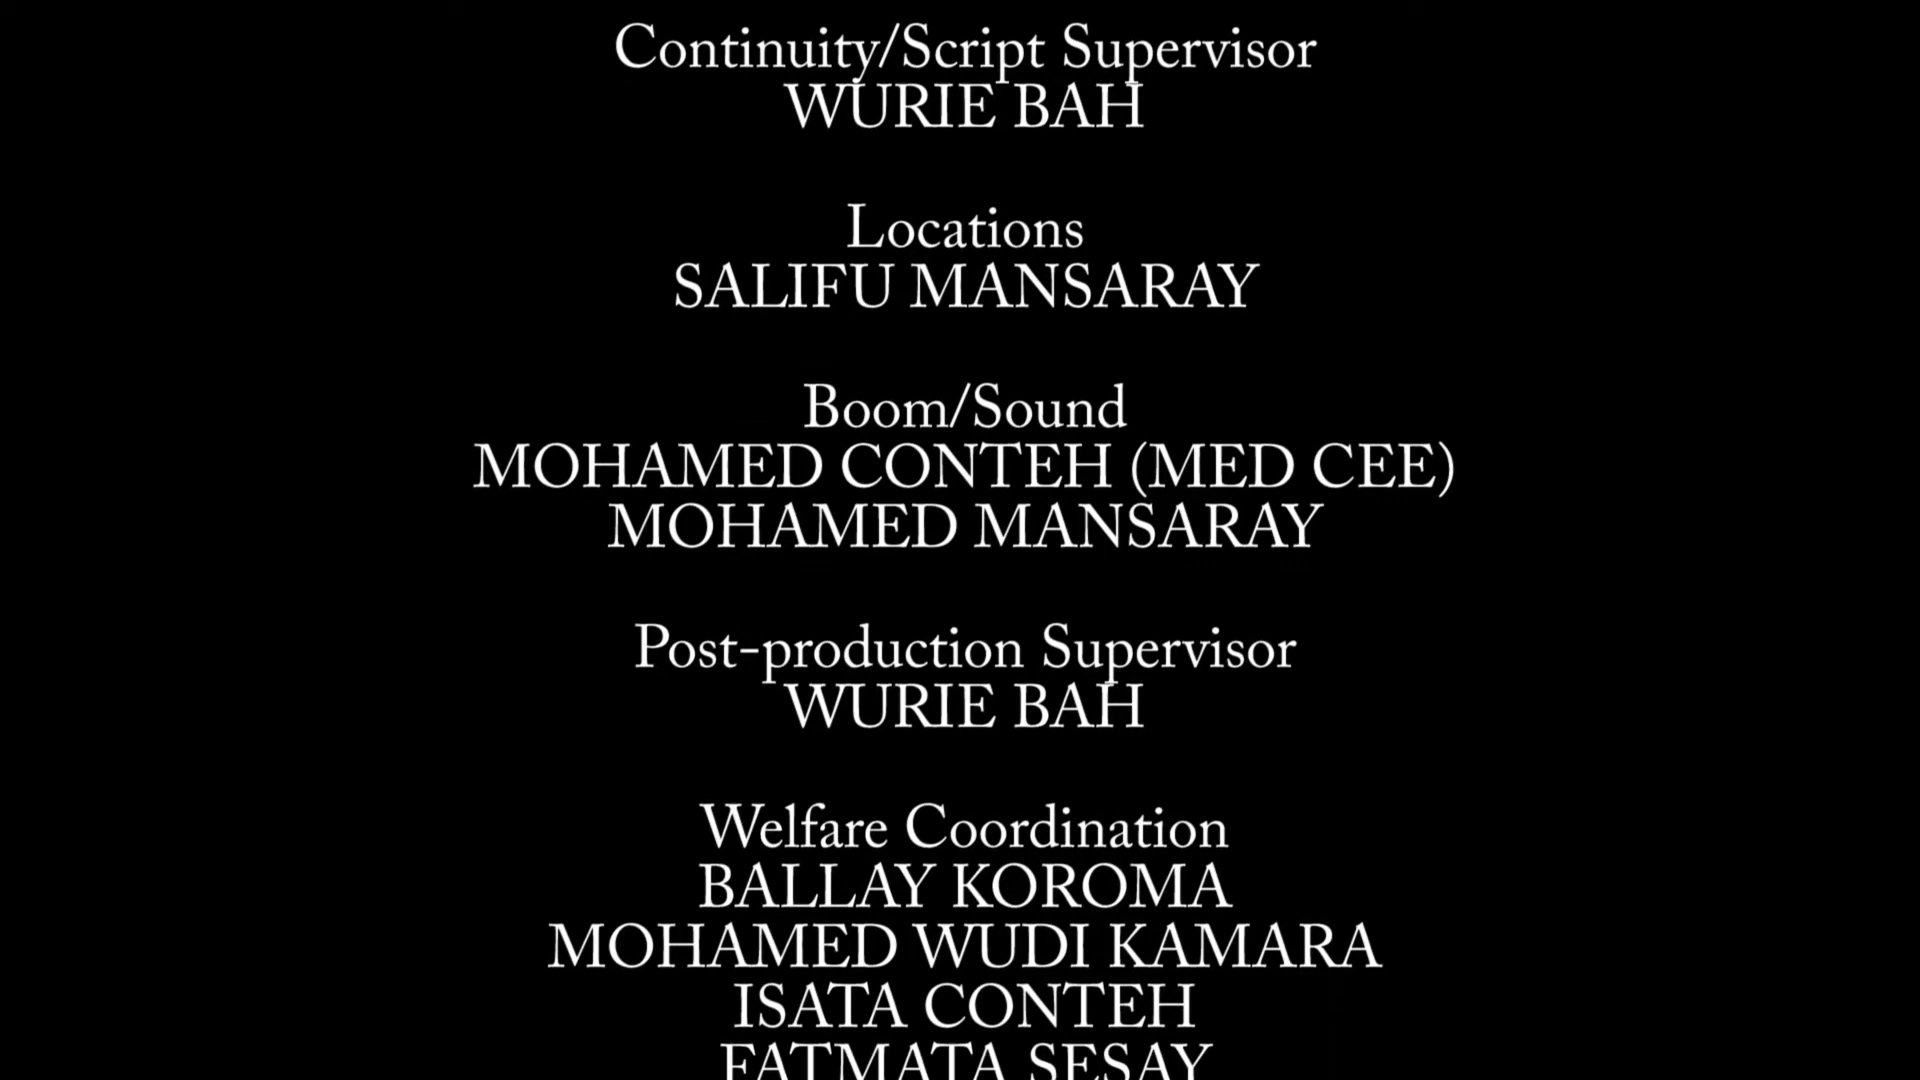 Continuity/Script Supervisor
WURIE BAH
Locations
SALIFU MANSARAY
Boom/Sound
MOHAMED CONTEH (MED CEE)
MOHAMED MANSARAY
Post-production Supervisor
WURIE BAH
Welfare Coordination
BALLAY KOROMA
MOHAMED WUDI KAMARA
ISATA CONTEH
FATMATA SESAY